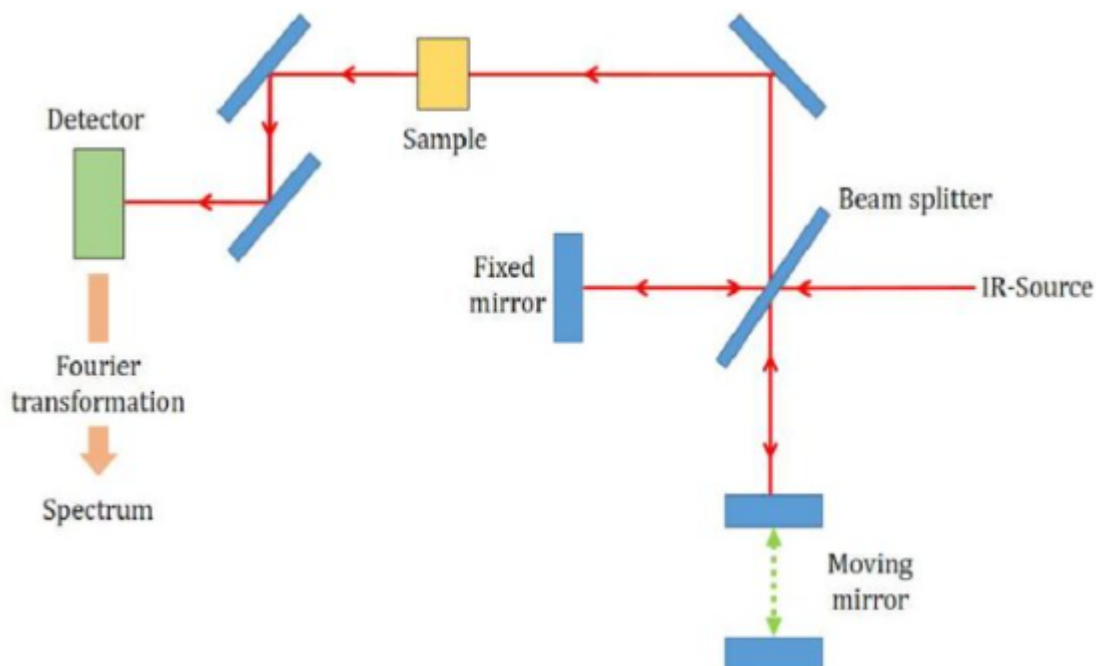 Detector
Sample
Beam splitter
Fixed
mirror
IR-Source
Fourier
transformation
Spectrum
Moving
mirror